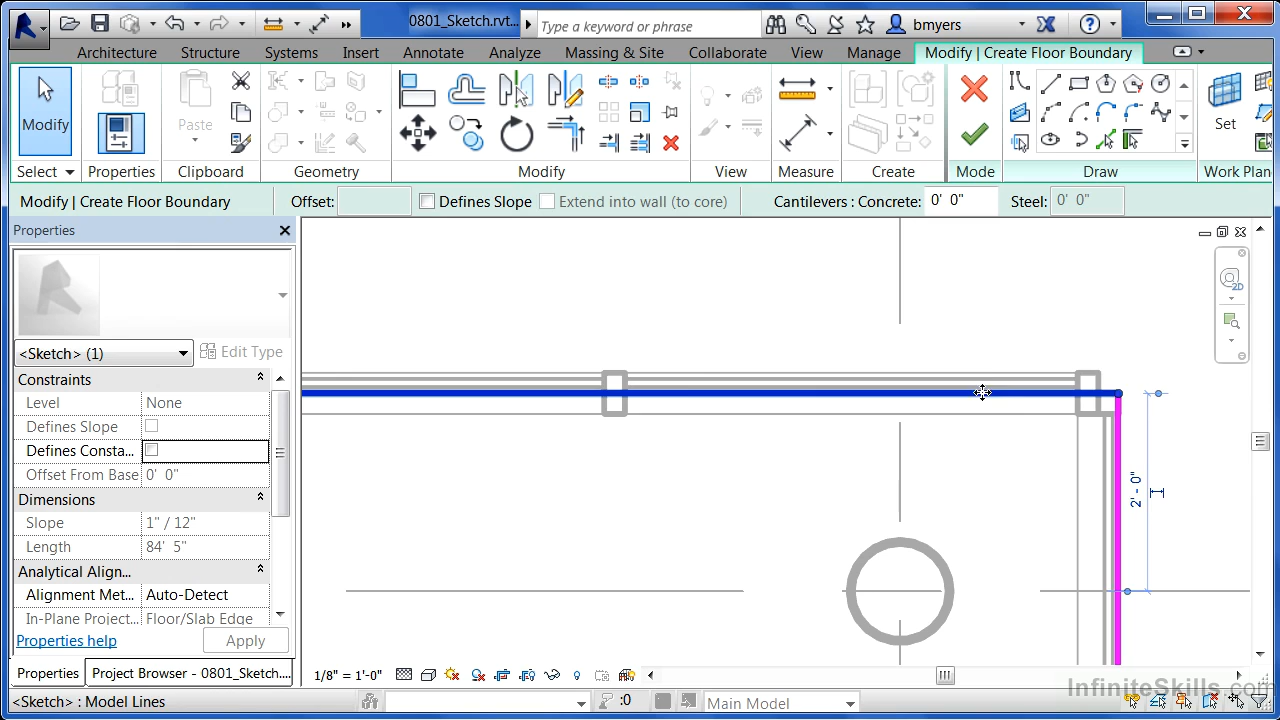 0801_Sketch.rvt...
Type a keyword or phrase
bmyers
Architecture Structure Systems Insert Annotate Analyze Massing & Site Collaborate View Manage Modify | Create Floor Boundary
Modify
Paste
Set
Select Properties Clipboard Geometry Modify View Measure Create Mode Draw Work Plane
Modify | Create Floor Boundary Offset: Defines Slope Extend into wall (to core) Cantilevers : Concrete: 0' 0" Steel: 0' 0"
Properties
<Sketch> (1) Edit Type
Constraints
Level None
Defines Slope
Defines Consta...
Offset From Base 0' 0"
Dimensions
Slope 1" / 12"
Length 84' 5"
Analytical Align...
Alignment Met... Auto-Detect
In-Plane Project... Floor/Slab Edge
Properties help Apply
Properties Project Browser - 0801_Sketch....
2' - 0"
2D
1/8" = 1'-0"
InfiniteSkills.com
<Sketch> : Model Lines :0 Main Model